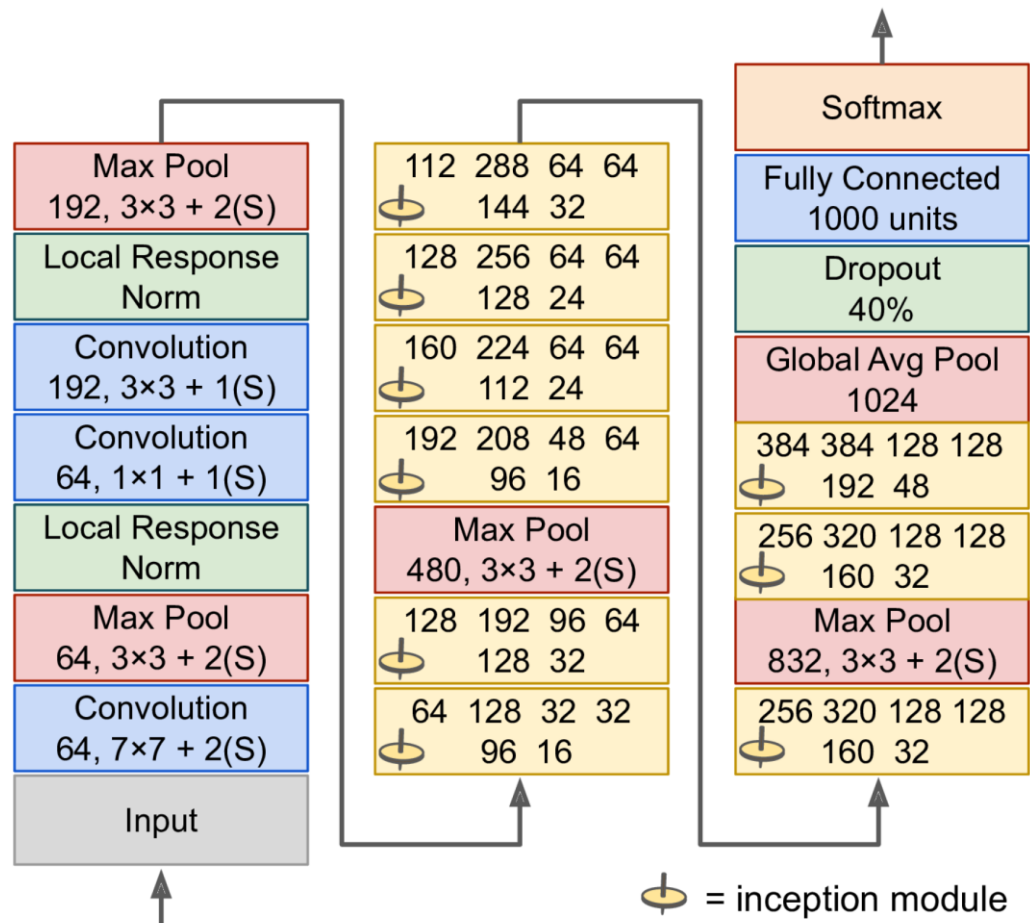 Max Pool
192, 3×3 + 2(S)
Local Response
Norm
Convolution
192, 3×3 + 1(S)
Convolution
64, 1×1 + 1(S)
Local Response
Norm
Max Pool
64, 3×3 + 2(S)
Convolution
64, 7×7 + 2(S)
Input
112 288 64 64
144 32
128 256 64 64
128 24
160 224 64 64
112 24
192 208 48 64
96 16
Max Pool
480, 3×3 + 2(S)
128 192 96 64
128 32
64 128 32 32
96 16
Softmax
Fully Connected
1000 units
Dropout
40%
Global Avg Pool
1024
384 384 128 128
192 48
256 320 128 128
160 32
Max Pool
832, 3×3 + 2(S)
256 320 128 128
160 32
= inception module